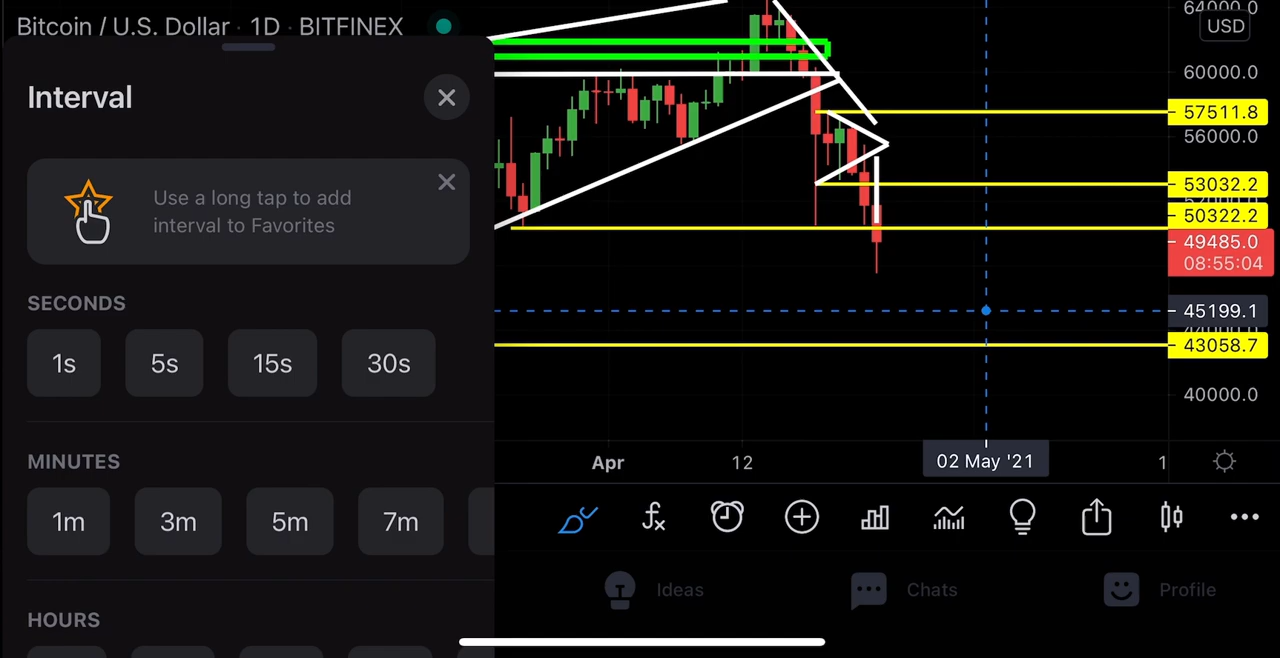 Bitcoin / U.S. Dollar · 1D · BITFINEX
Interval
Use a long tap to add
interval to Favorites
SECONDS
1s 5s 15s 30s
MINUTES
1m 3m 5m 7m
HOURS
64000.0
USD
60000.0
57511.8
56000.0
53032.2
50322.2
49485.0
08:55:04
45199.1
43058.7
40000.0
Apr 12 02 May '21 1
Ideas Chats Profile